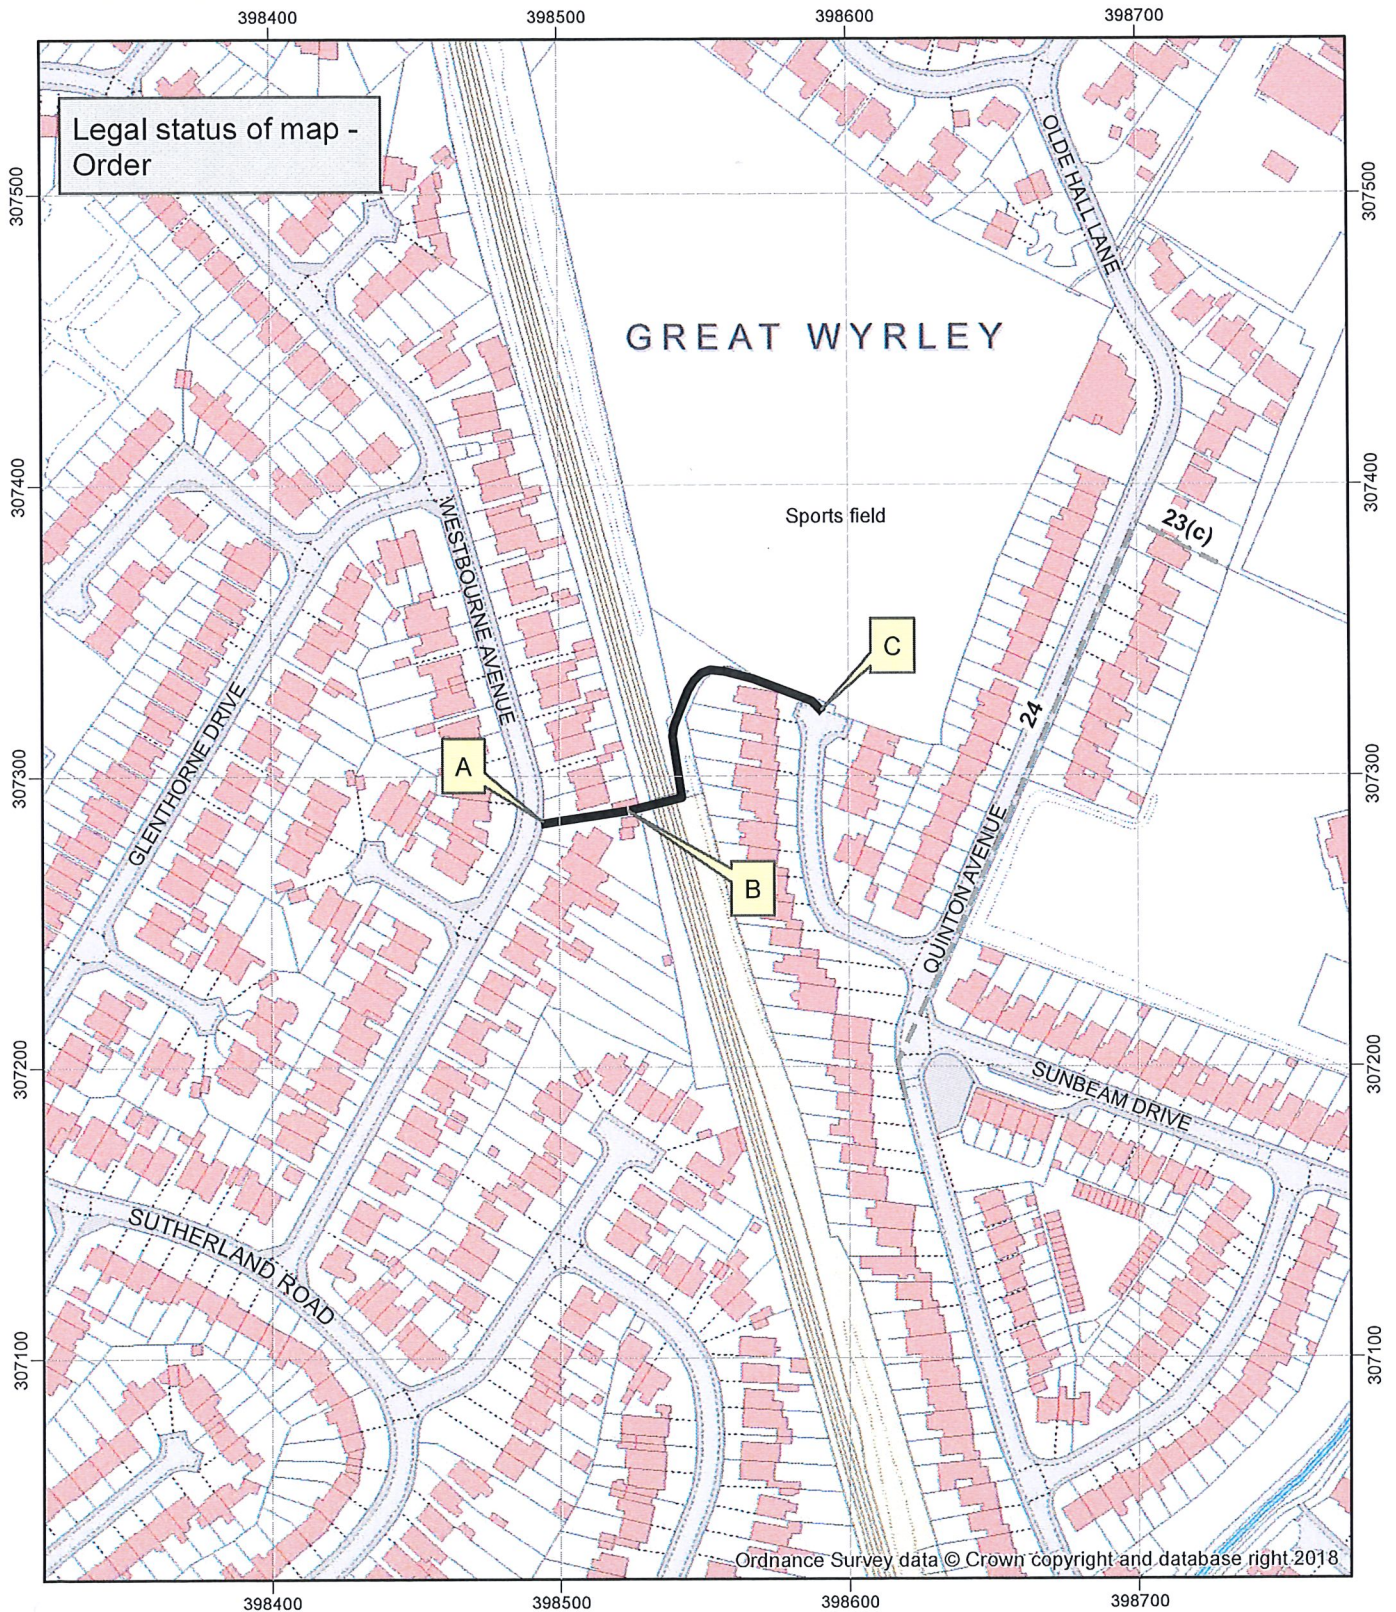 398400
398500
398600
398700
Legal status of map -
Order
OLDE HALL LANE
307500
307500
GREAT WYRLEY
307400
307400
WESTBOURNE AVENUE
Sports field
23(c)
C
GLENTHORNE DRIVE
24
A
307300
307300
QUINTON AVENUE
B
307200
307200
SUNBEAM DRIVE
SUTHERLAND ROAD
307100
307100
Ordnance Survey data © Crown copyright and database right 2018
398400
398500
398600
398700